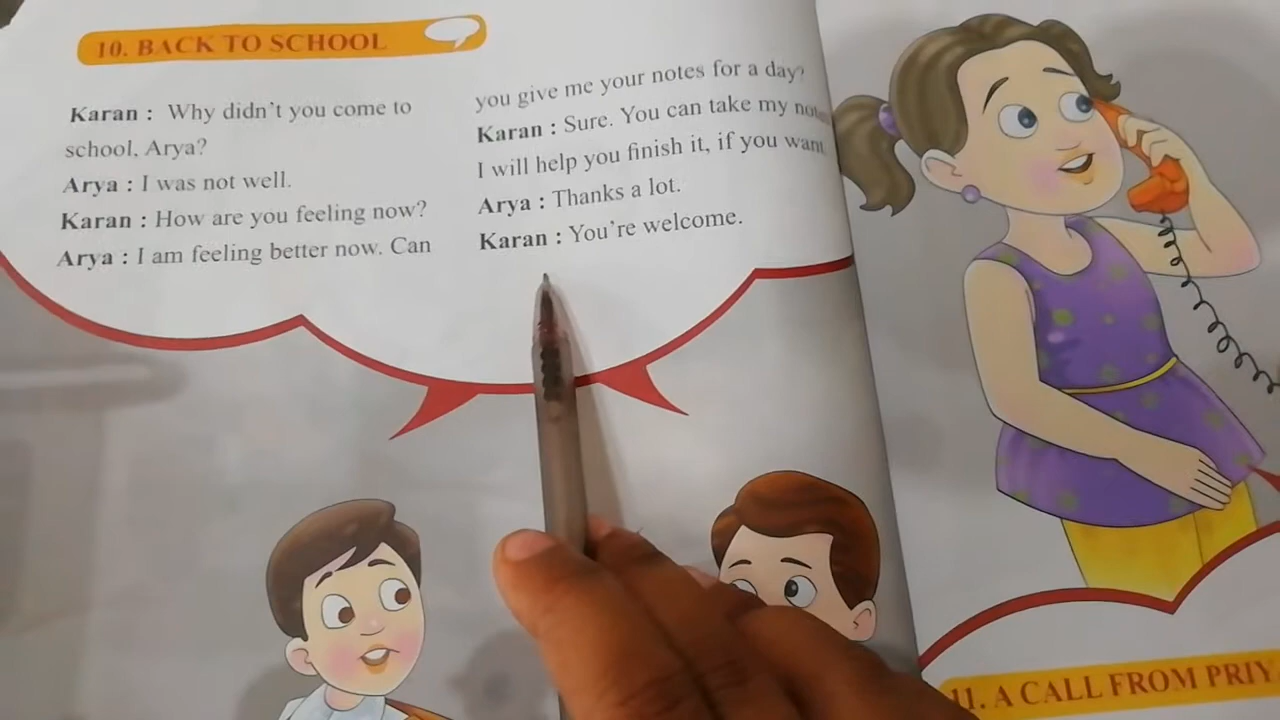 10. BACK TO SCHOOL
Karan : Why didn't you come to
school, Arya?
Arya : I was not well.
Karan : How are you feeling now?
Arya : I am feeling better now. Can
you give me your notes for a day?
Karan : Sure. You can take my
I will help you finish it, if you want
Arya : Thanks a lot.
Karan : You're welcome.
11. A CALL FROM